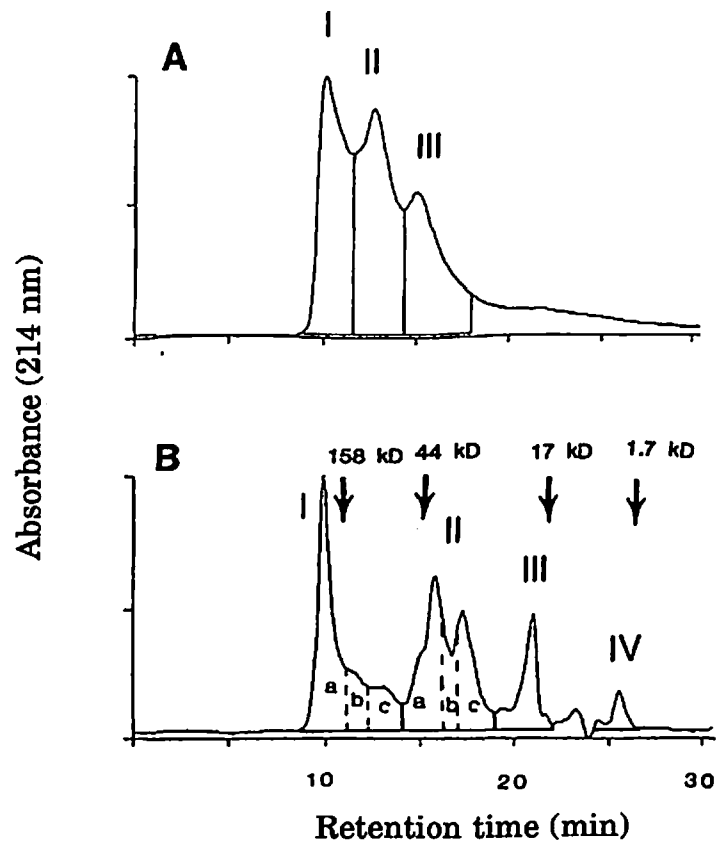 I
A
II
III
Absorbance (214 nm)
B
158 kD 44 kD 17 kD 1.7 kD
I
II
III
IV
a b c a b c
10 20 30
Retention time (min)